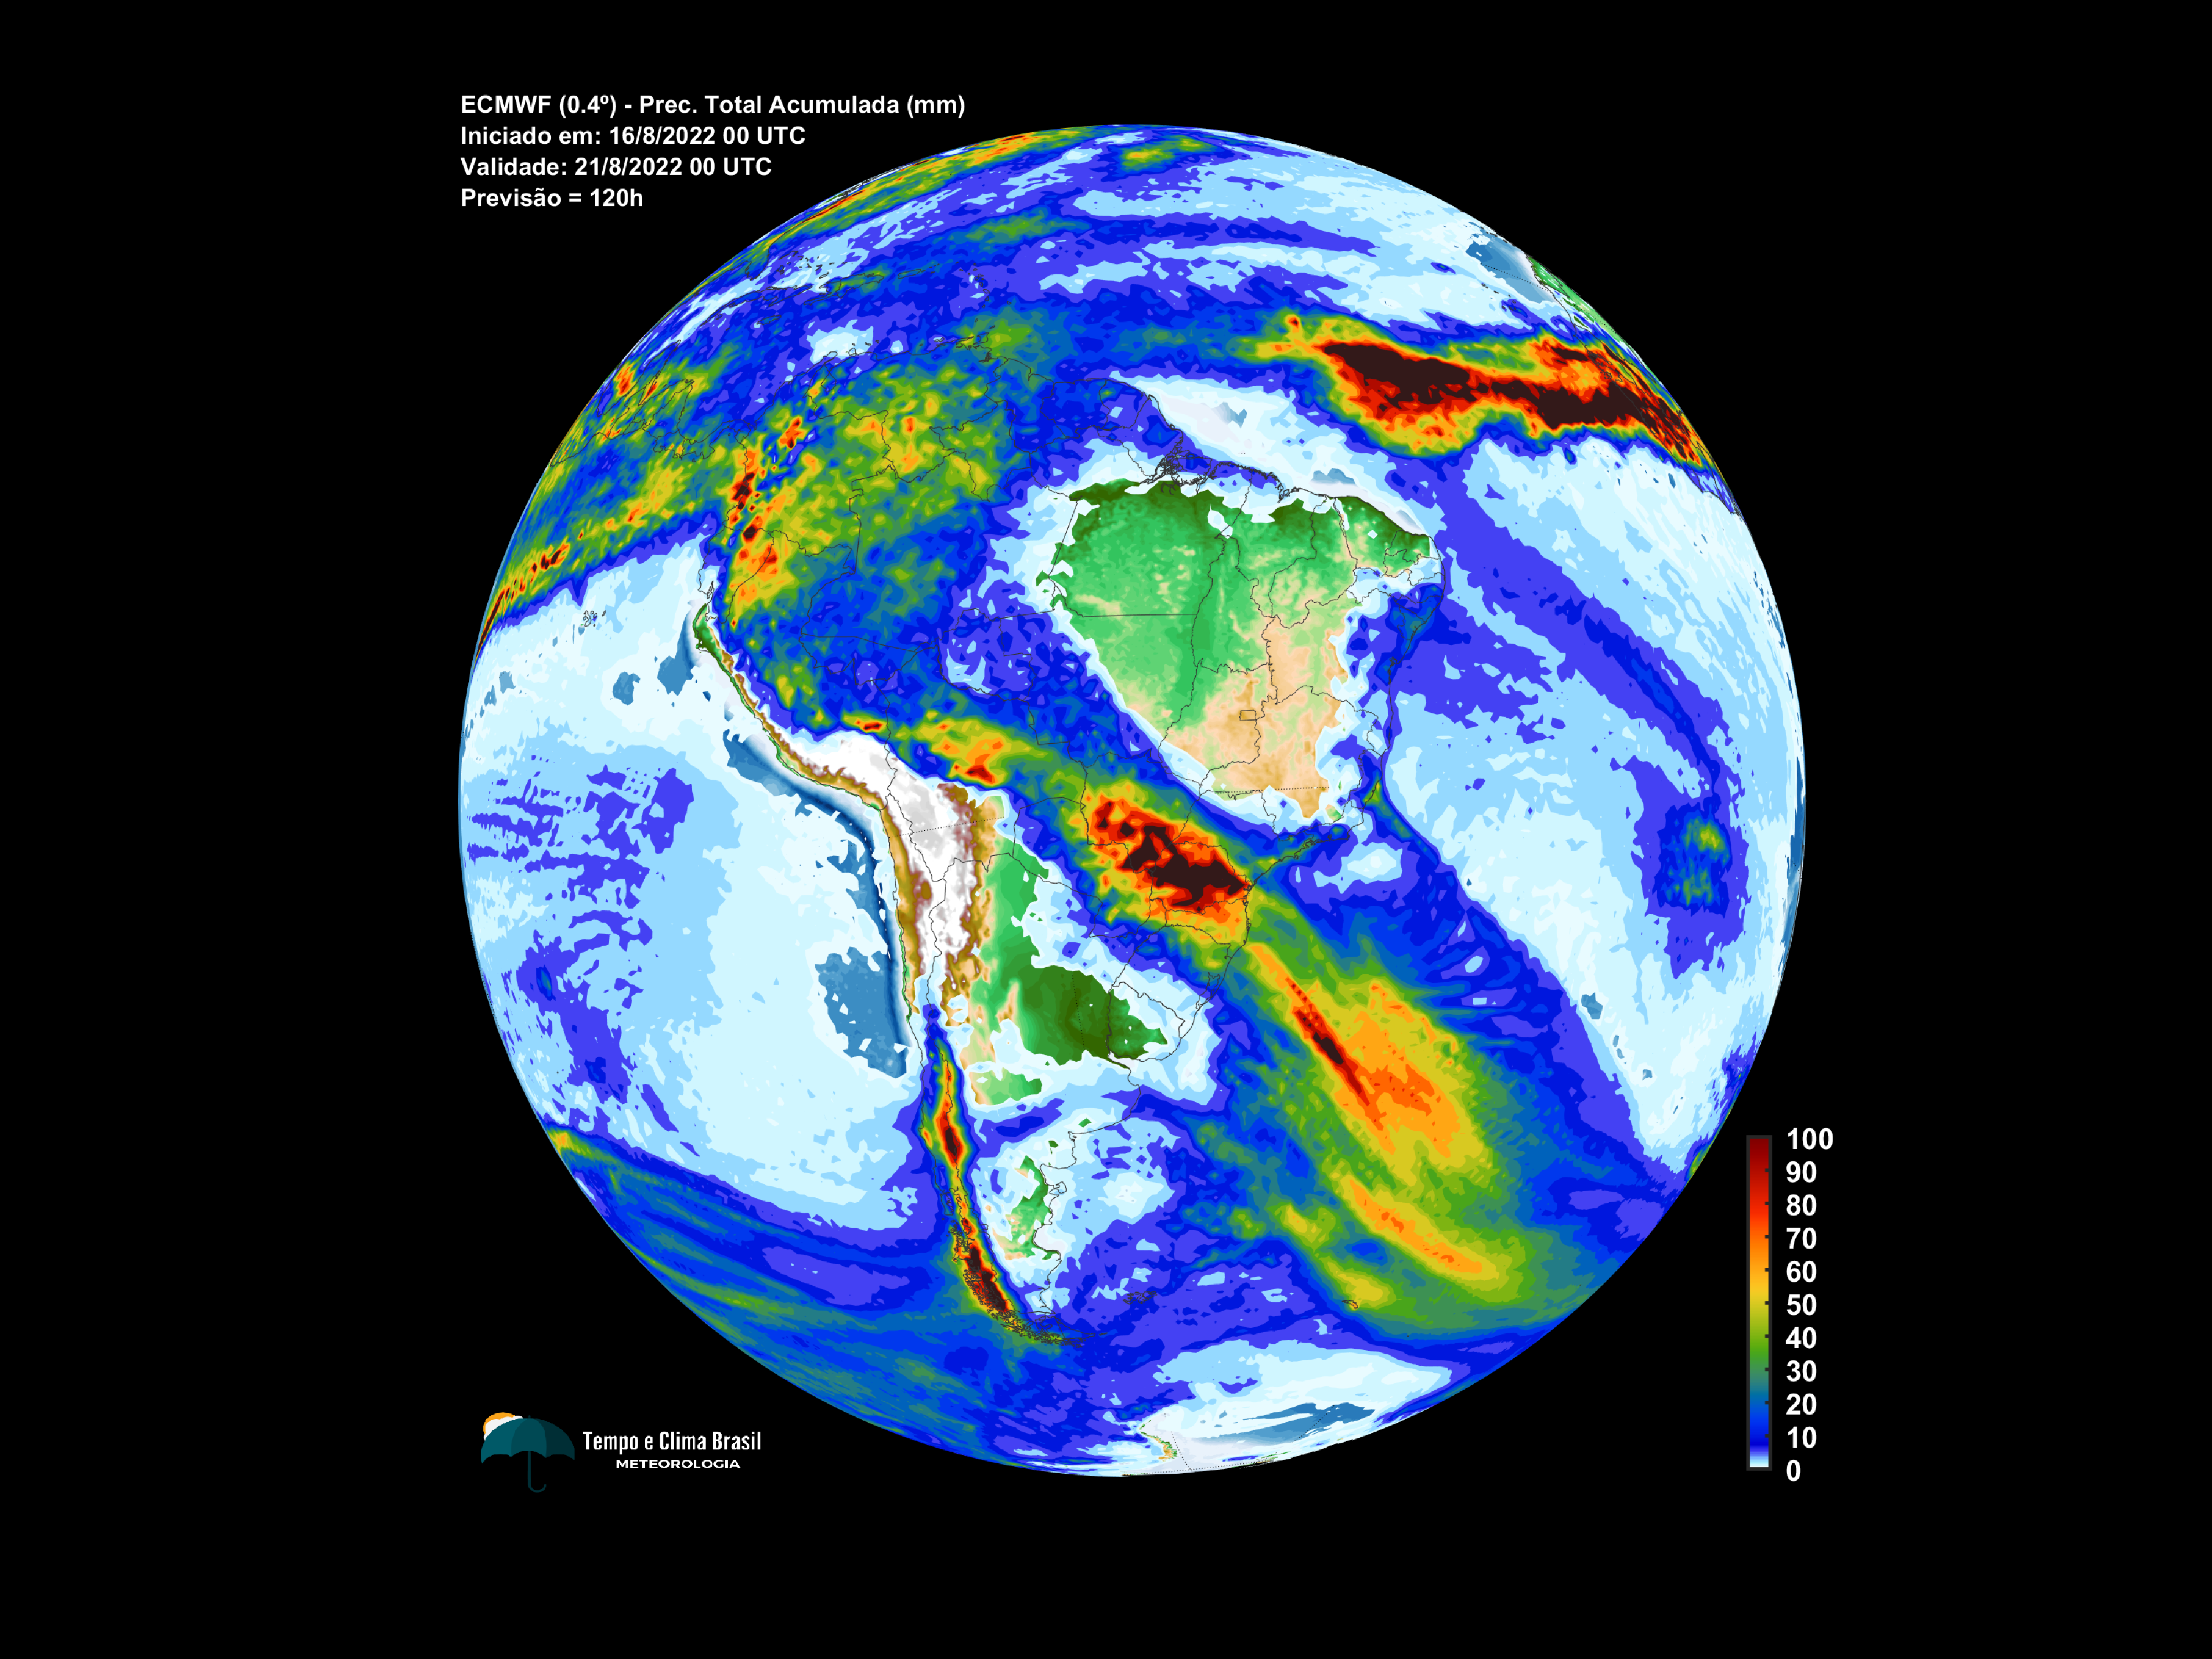 ECMWF (0.4º) - Prec. Total Acumulada (mm)
Iniciado em: 16/8/2022 00 UTC
Validade: 21/8/2022 00 UTC
Previsão = 120h
100
90
80
70
60
50
40
30
20
10
0
Tempo e Clima Brasil
METEOROLOGIA